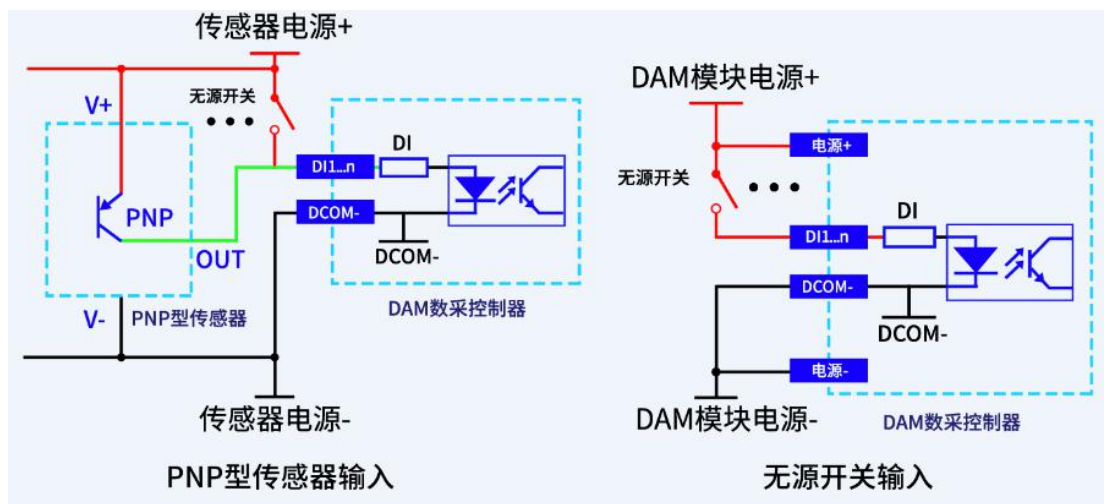 传感器电源+
V+
无源开关
DI
DI1...n
PNP
DCOM-
OUT
DCOM-
V-
PNP型传感器
DAM数采控制器
传感器电源-
PNP型传感器输入
DAM模块电源+
电源+
无源开关
DI
DI1...n
DCOM-
DCOM-
电源-
DAM模块电源-
DAM数采控制器
无源开关输入